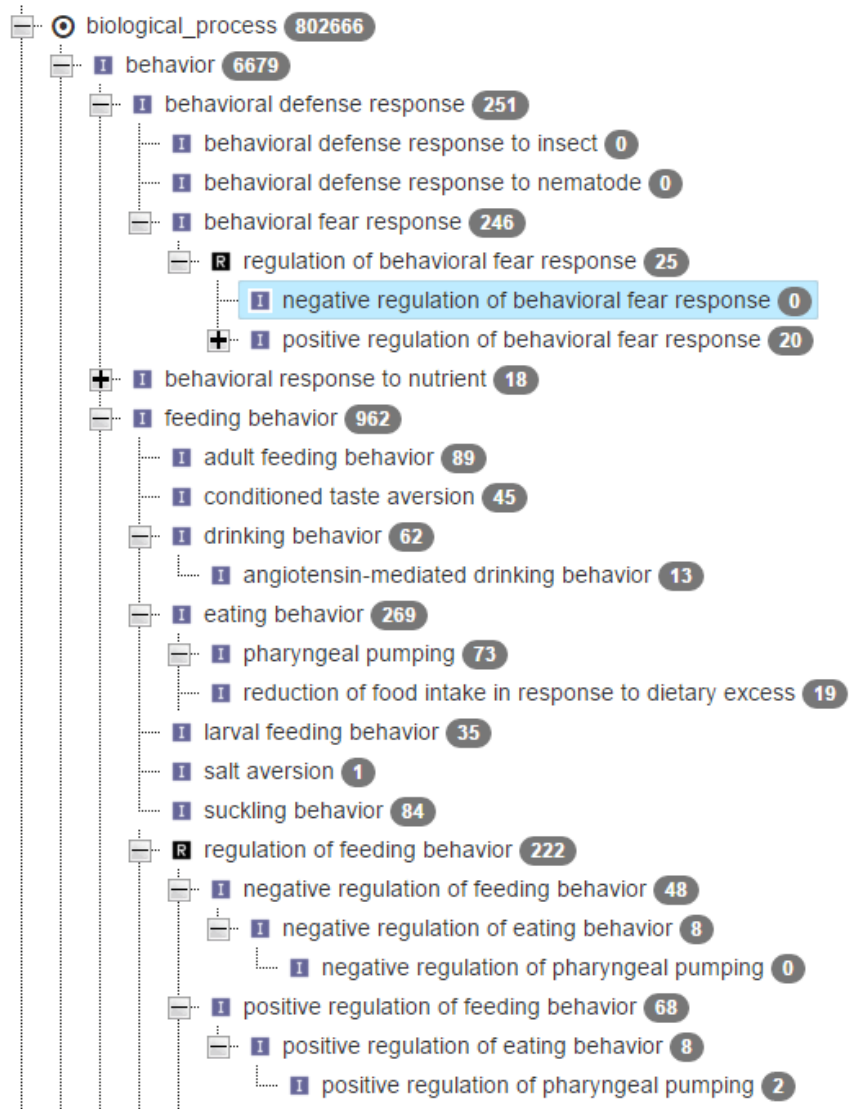 biological_process 802666
I behavior 6679
I behavioral defense response 251
I behavioral defense response to insect 0
I behavioral defense response to nematode 0
I behavioral fear response 246
R regulation of behavioral fear response 25
I negative regulation of behavioral fear response 0
I positive regulation of behavioral fear response 20
I behavioral response to nutrient 18
I feeding behavior 962
I adult feeding behavior 89
I conditioned taste aversion 45
I drinking behavior 62
I angiotensin-mediated drinking behavior 13
I eating behavior 269
I pharyngeal pumping 73
I reduction of food intake in response to dietary excess 19
I larval feeding behavior 35
I salt aversion 1
I suckling behavior 84
R regulation of feeding behavior 222
I negative regulation of feeding behavior 48
I negative regulation of eating behavior 8
I negative regulation of pharyngeal pumping 0
I positive regulation of feeding behavior 68
I positive regulation of eating behavior 8
I positive regulation of pharyngeal pumping 2